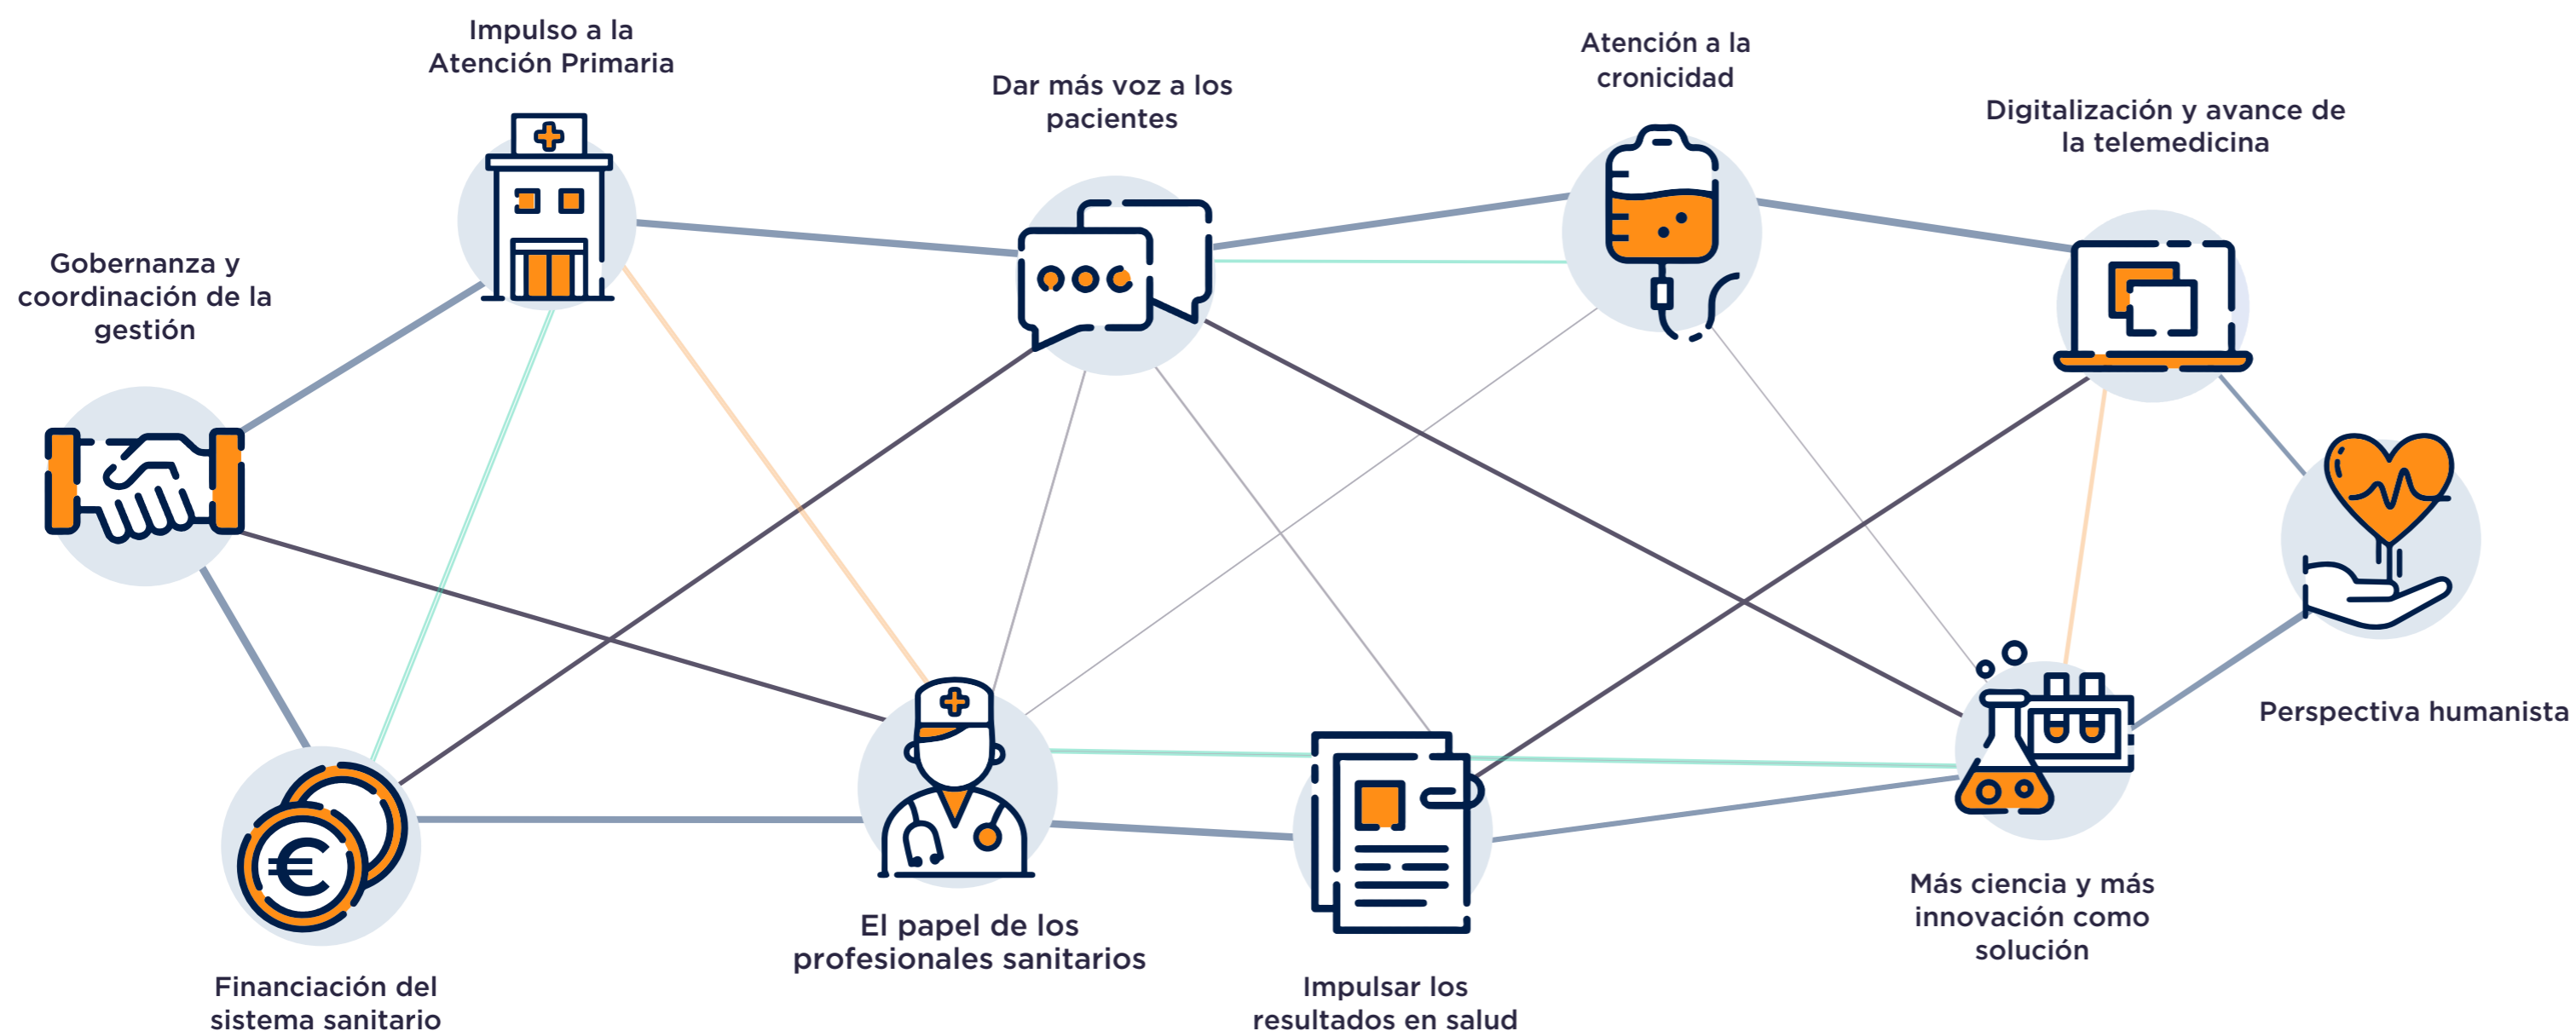 Impulso a la
Atención Primaria
Dar más voz a los
pacientes
Atención a la
cronicidad
Digitalización y avance de
la telemedicina
Gobernanza y
coordinación de la
gestión
Perspectiva humanista
€
Financiación del
sistema sanitario
El papel de los
profesionales sanitarios
Impulsar los
resultados en salud
Más ciencia y más
innovación como
solución